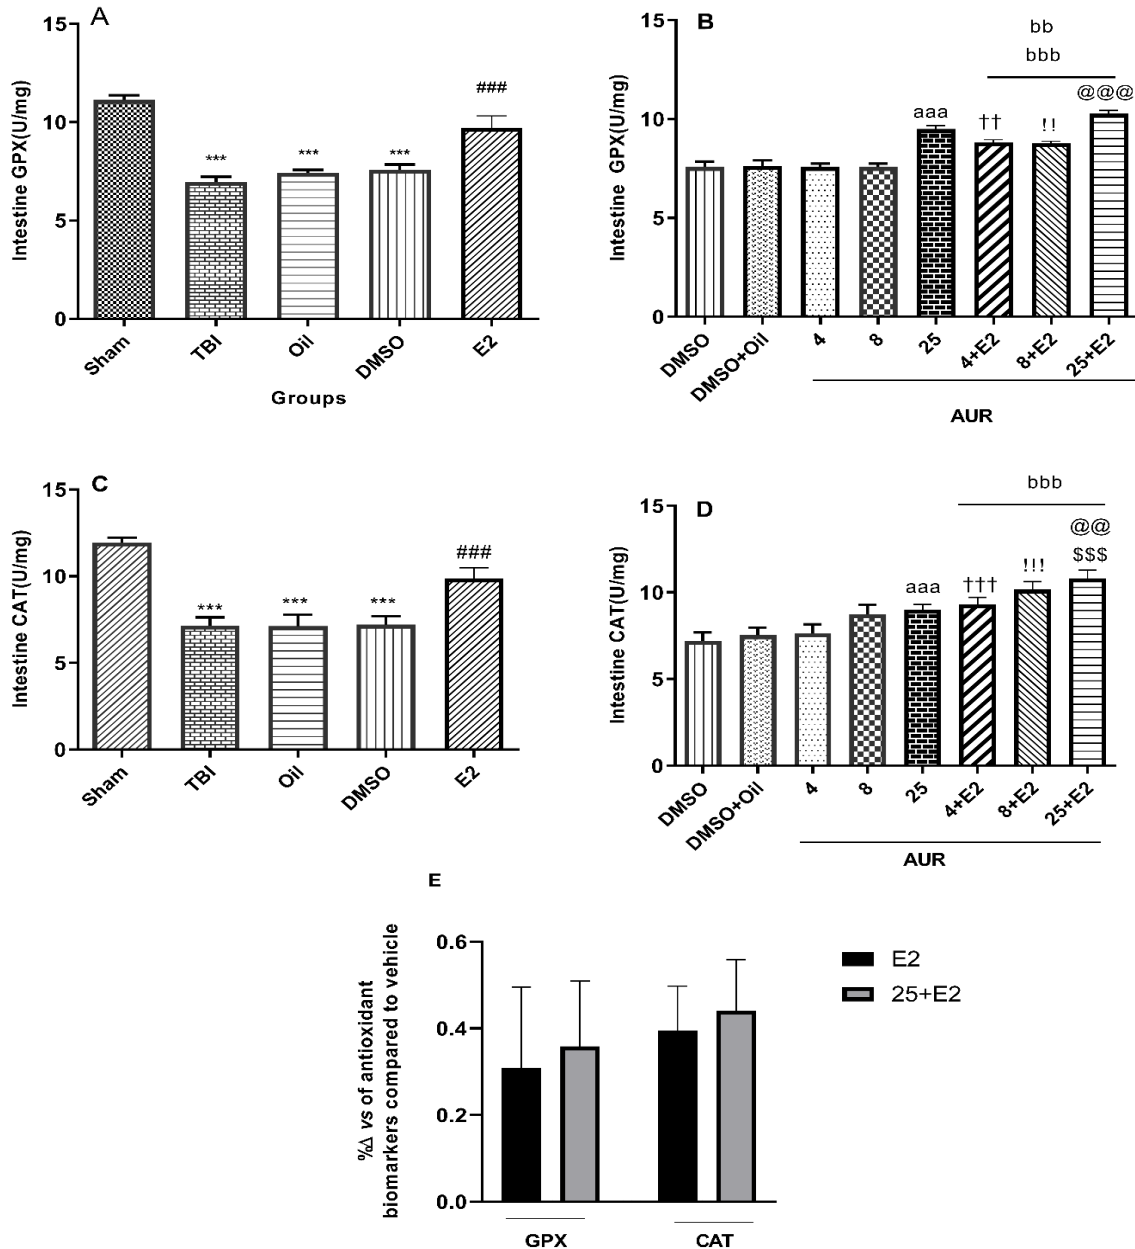 A
Intestine GPX(U/mg)
15
10
5
0
***
***
***
###
Sham
TBI
Oil
DMSO
E2
Groups
B
Intestine GPX(U/mg)
15
10
5
0
bb
bbb
aaa
††
!!
@@@
DMSO
DMSO+Oil
4
8
25
4+E2
8+E2
25+E2
AUR
C
Intestine CAT(U/mg)
15
10
5
0
***
***
***
###
Sham
TBI
Oil
DMSO
E2
D
Intestine CAT(U/mg)
15
10
5
0
bbb
aaa
†††
!!!
@@
$$$
DMSO
DMSO+Oil
4
8
25
4+E2
8+E2
25+E2
AUR
E
%Δ vs of antioxidant
biomarkers compared to vehicle
0.6
0.4
0.2
0.0
GPX
CAT
E2
25+E2